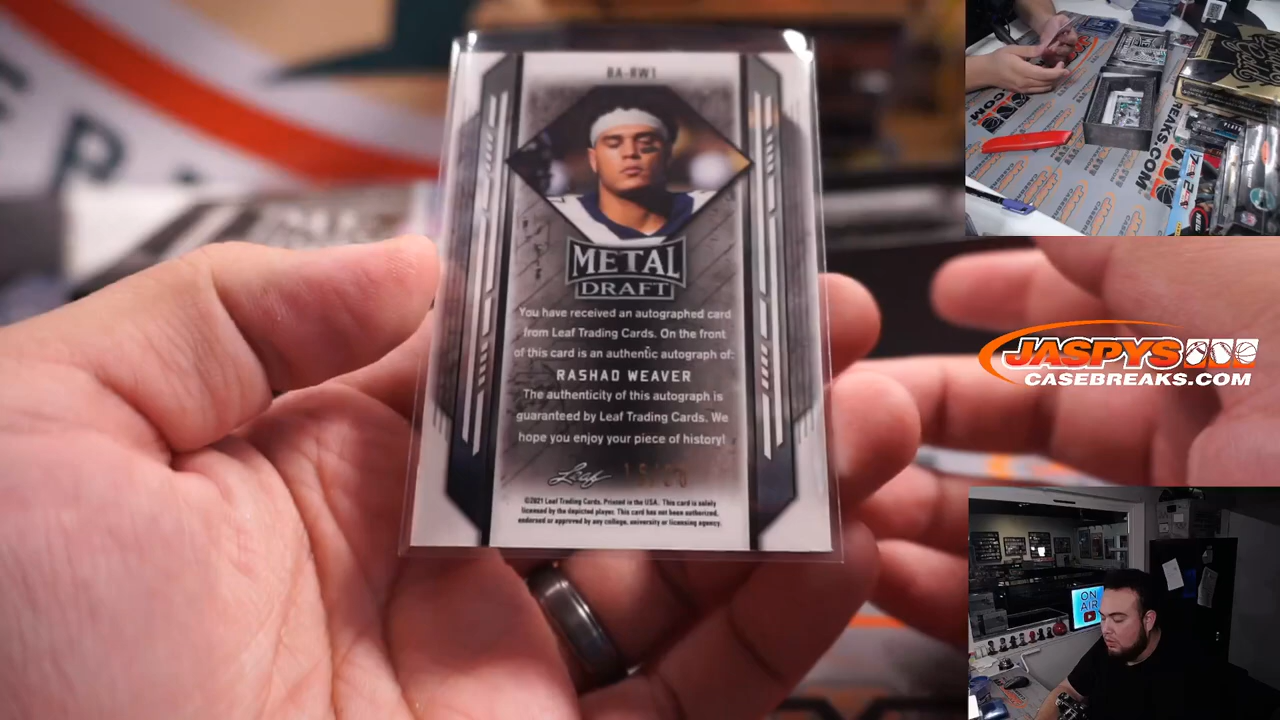 BA-RW1
METAL
DRAFT
You have received an autographed card
from Leaf Trading Cards. On the front
of this card is an authentic autograph of:
RASHAD WEAVER
The authenticity of this autograph is
guaranteed by Leaf Trading Cards. We
hope you enjoy your piece of history!
Leaf
©2021 Leaf Trading Cards. Printed in the USA. This card is solely
licensed by the depicted player. This card has not been authorized,
endorsed or approved by any college, university or licensing agency.
JASPYS
CASEBREAKS.COM
ON
AIR